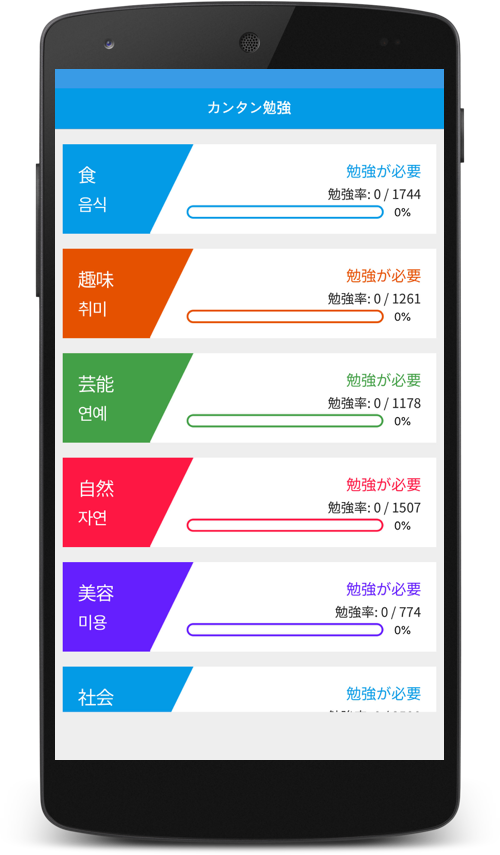 カンタン勉強
食
음식
勉強が必要
勉強率: 0 / 1744
0%
趣味
취미
勉強が必要
勉強率: 0 / 1261
0%
芸能
연예
勉強が必要
勉強率: 0 / 1178
0%
自然
자연
勉強が必要
勉強率: 0 / 1507
0%
美容
미용
勉強が必要
勉強率: 0 / 774
0%
社会
勉強が必要